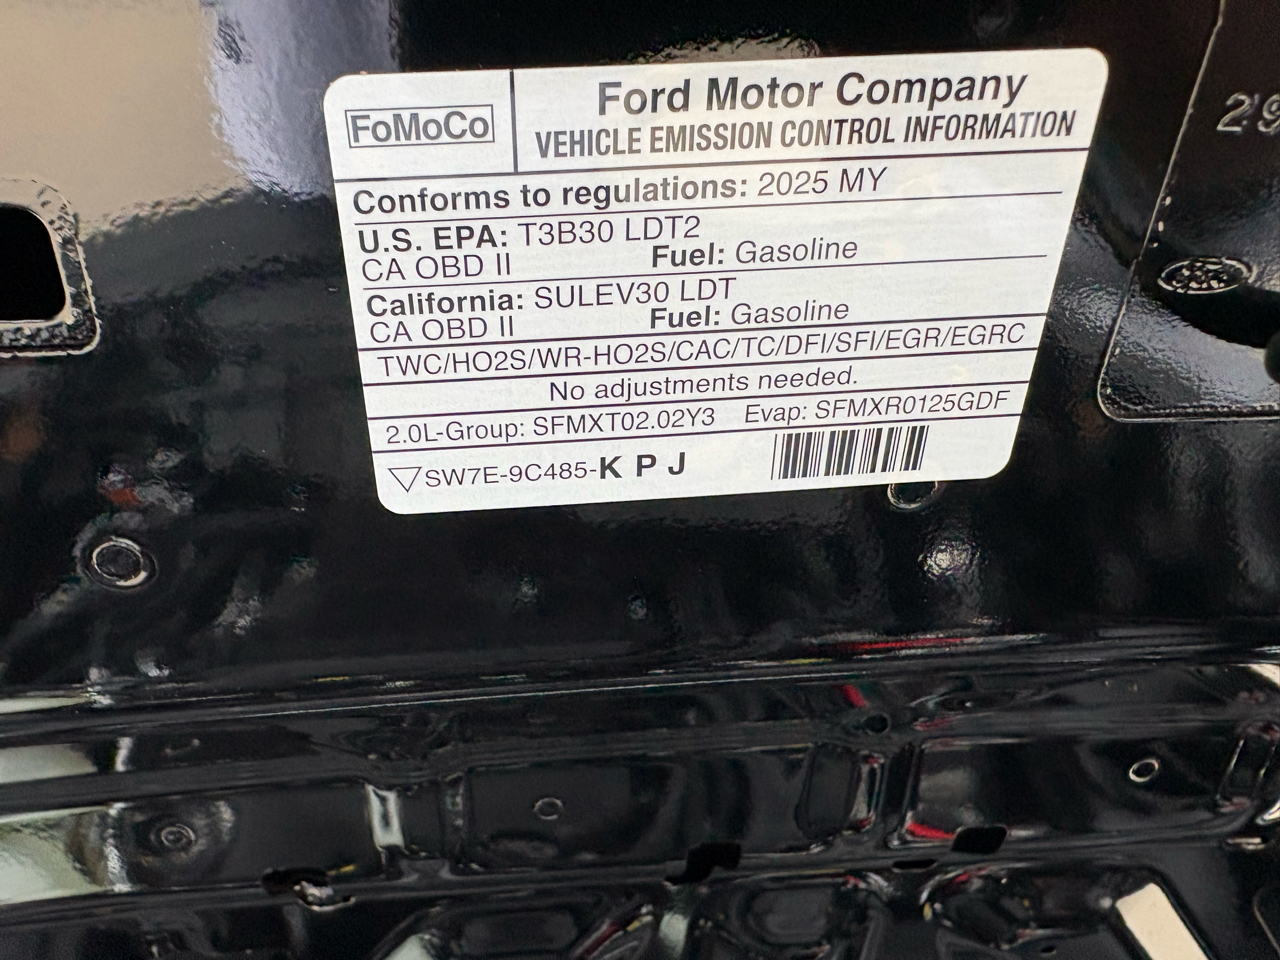 FoMoCo
Ford Motor Company
VEHICLE EMISSION CONTROL INFORMATION
Conforms to regulations: 2025 MY
U.S. EPA: T3B30 LDT2
CA OBD II Fuel: Gasoline
California: SULEV30 LDT
CA OBD II Fuel: Gasoline
TWC/HO2S/WR-HO2S/CAC/TC/DFI/SFI/EGR/EGRC
No adjustments needed.
2.0L-Group: SFMXT02.02Y3 Evap: SFMXR0125GDF
SW7E-9C485-K P J